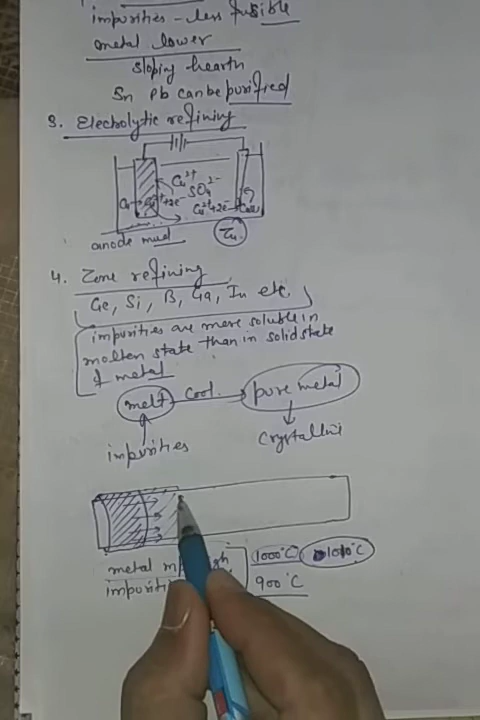 impurities - less fusible
metal lower
sloping hearth
Sn Pb can be purified
3. Electrolytic refining
Cu²⁺
SO₄²⁻
Cu²⁺+2e⁻→Cu
anode mud
4. Zone refining
Ge, Si, B, Ga, In etc.
impurities are more soluble in
molten state than in solid state
of metal
melt cool pure metal
impurities crystalline
metal 1000°C 1010°C
900°C